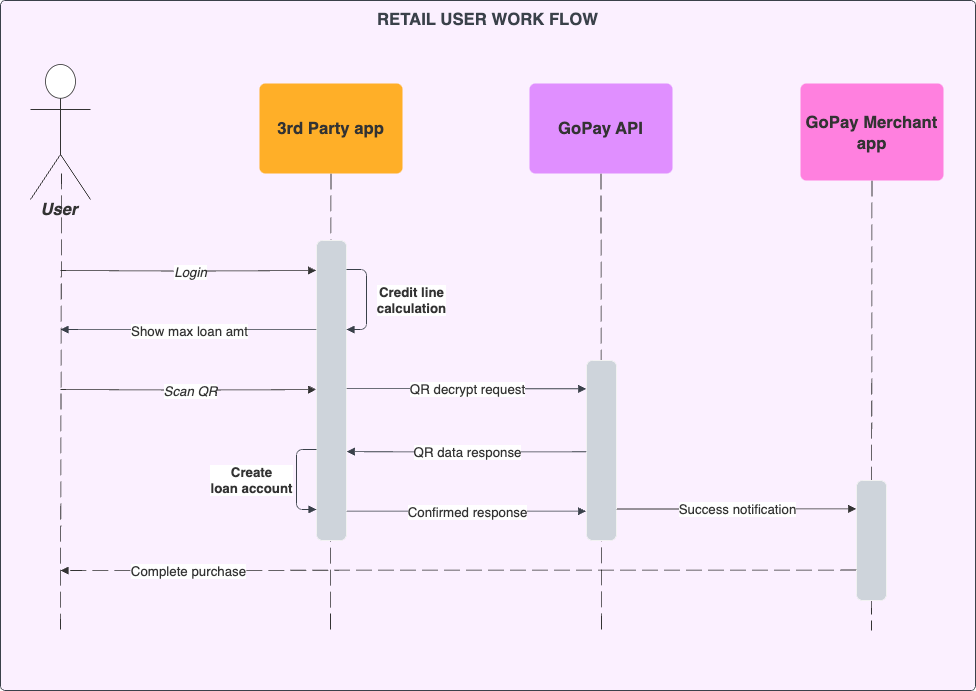 RETAIL USER WORK FLOW
3rd Party app
GoPay API
GoPay Merchant
app
User
Login
Credit line
calculation
Show max loan amt
Scan QR
QR decrypt request
QR data response
Create
loan account
Confirmed response
Success notification
Complete purchase